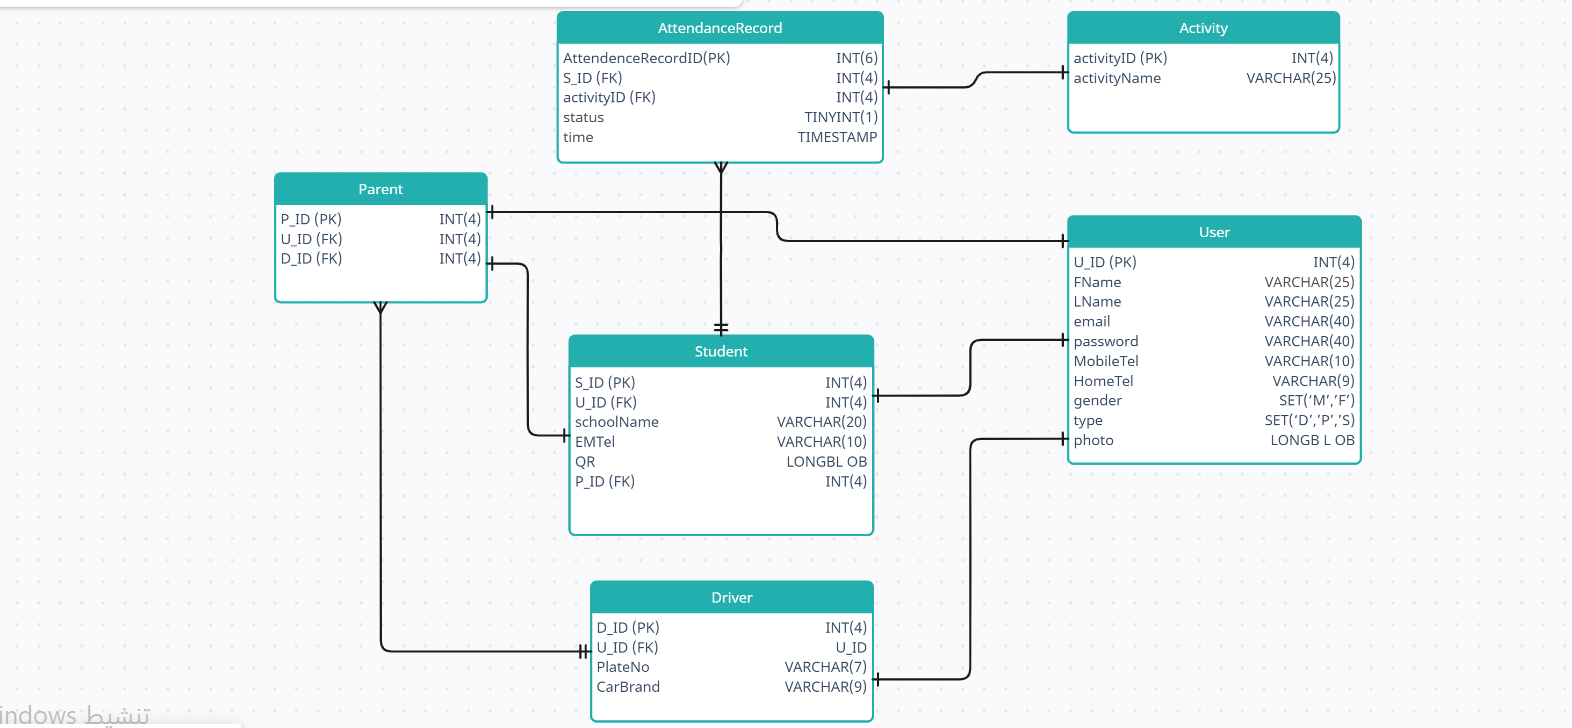 AttendanceRecord
AttendenceRecordID(PK) INT(6)
S_ID (FK) INT(4)
activityID (FK) INT(4)
status TINYINT(1)
time TIMESTAMP
Activity
activityID (PK) INT(4)
activityName VARCHAR(25)
Parent
P_ID (PK) INT(4)
U_ID (FK) INT(4)
D_ID (FK) INT(4)
User
U_ID (PK) INT(4)
FName VARCHAR(25)
LName VARCHAR(25)
email VARCHAR(40)
password VARCHAR(40)
MobileTel VARCHAR(10)
HomeTel VARCHAR(9)
gender SET(‘M’,’F’)
type SET(‘D’,’P’,’S)
photo LONGB L OB
Student
S_ID (PK) INT(4)
U_ID (FK) INT(4)
schoolName VARCHAR(20)
EMTel VARCHAR(10)
QR LONGBL OB
P_ID (FK) INT(4)
Driver
D_ID (PK) INT(4)
U_ID (FK) U_ID
PlateNo VARCHAR(7)
CarBrand VARCHAR(9)
تنشيط indows